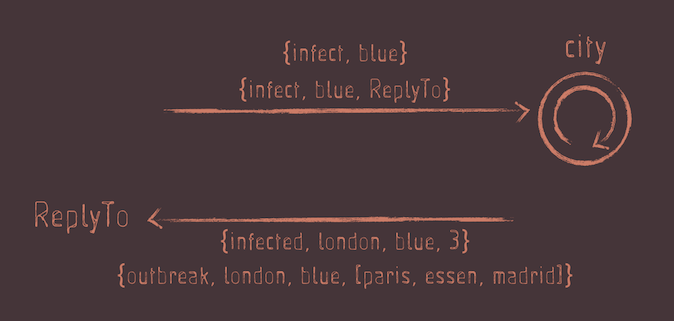 city
{infect, blue}
{infect, blue, ReplyTo}
ReplyTo
{infected, london, blue, 3}
{outbreak, london, blue, [paris, essen, madrid]}